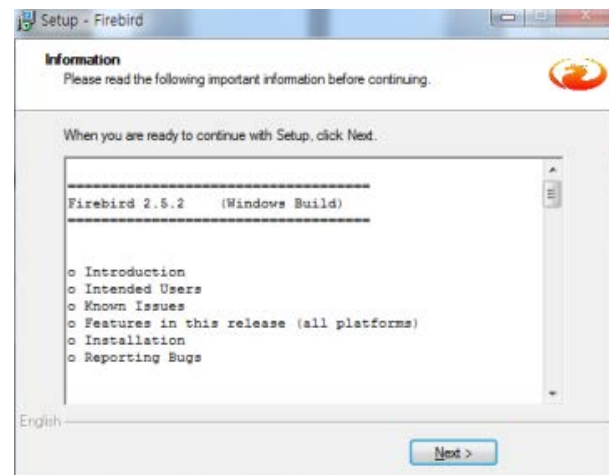 Setup - Firebird
Information
Please read the following important information before continuing.
When you are ready to continue with Setup, click Next.
========================================
Firebird 2.5.2 (Windows Build)
========================================
o Introduction
o Intended Users
o Known Issues
o Features in this release (all platforms)
o Installation
o Reporting Bugs
English
Next >